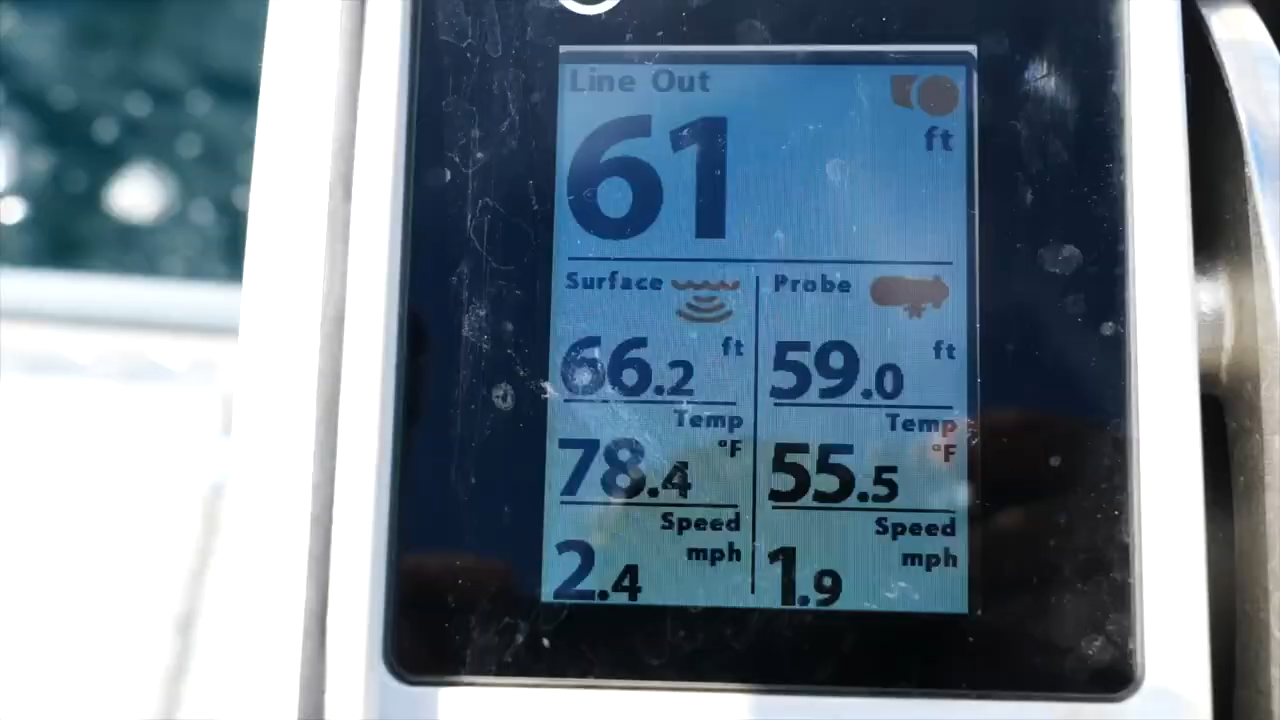 Line Out
61 ft
Surface Probe
66.2 ft 59.0 ft
Temp Temp
78.4 °F 55.5 °F
Speed Speed
2.4 mph 1.9 mph